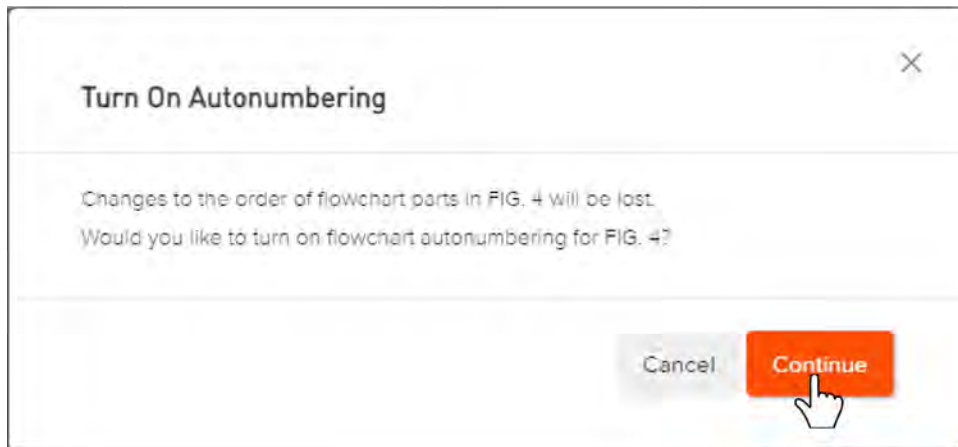 Turn On Autonumbering
Changes to the order of flowchart parts in FIG. 4 will be lost.
Would you like to turn on flowchart autonumbering for FIG. 4?
Cancel
Continue